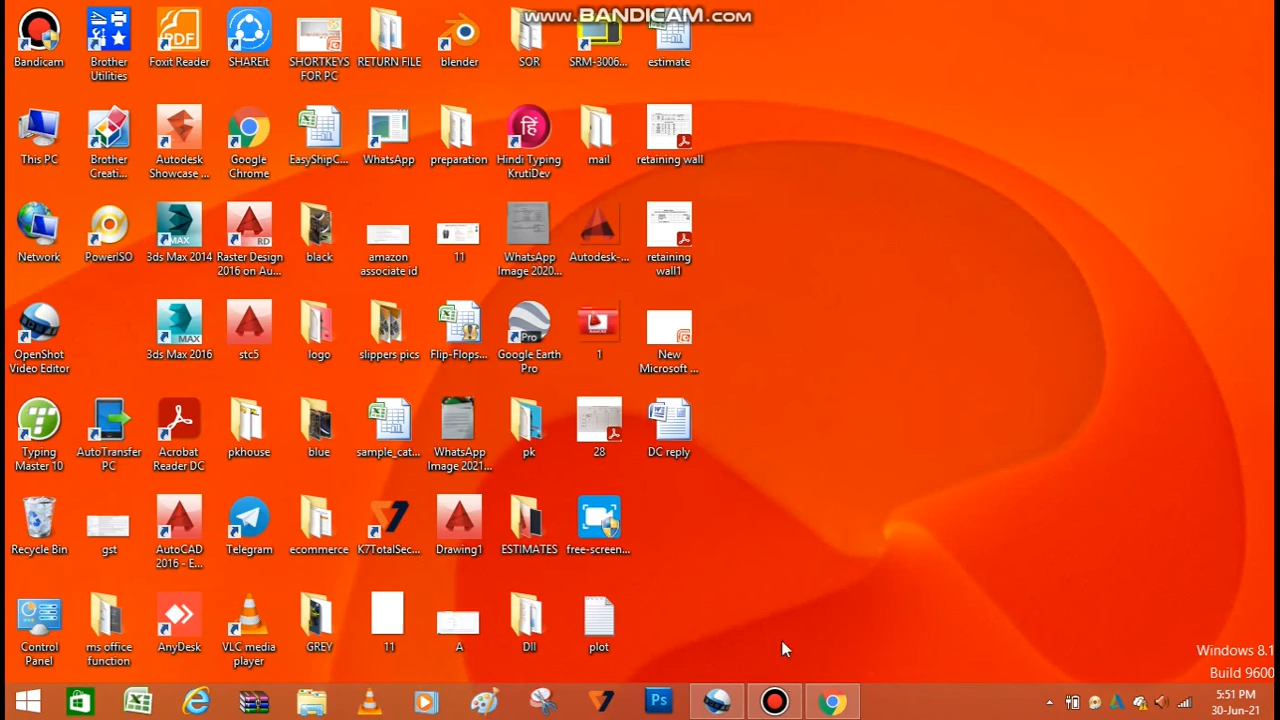 www.BANDICAM.com
Bandicam
Brother
Utilities
Foxit Reader
SHAREit
SHORTKEYS
FOR PC
RETURN FILE
blender
SOR
SRM-3006...
estimate
This PC
Brother
Creati...
Autodesk
Showcase ...
Google
Chrome
EasyShipC...
WhatsApp
preparation
Hindi Typing
KrutiDev
mail
retaining wall
Network
PowerISO
3ds Max 2014
Raster Design
2016 on Au...
black
amazon
associate id
11
WhatsApp
Image 2020...
Autodesk-...
retaining
wall1
OpenShot
Video Editor
3ds Max 2016
stc5
logo
slippers pics
Flip-Flops...
Google Earth
Pro
1
New
Microsoft ...
Typing
Master 10
AutoTransfer
PC
Acrobat
Reader DC
pkhouse
blue
sample_cat...
WhatsApp
Image 2021...
pk
28
DC reply
Recycle Bin
gst
AutoCAD
2016 - E...
Telegram
ecommerce
K7TotalSec...
Drawing1
ESTIMATES
free-screen...
Control
Panel
ms office
function
AnyDesk
VLC media
player
GREY
11
A
Dll
plot
Windows 8.1
Build 9600
5:51 PM
30-Jun-21
PDF
हिं
MAX
RD
MAX
Pro
Ps